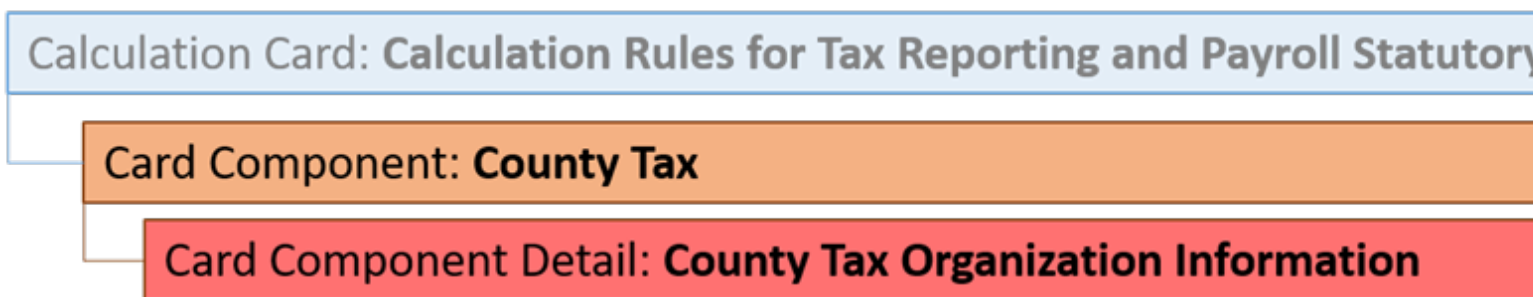 Calculation Card: Calculation Rules for Tax Reporting and Payroll Statutory
Card Component: County Tax
Card Component Detail: County Tax Organization Information